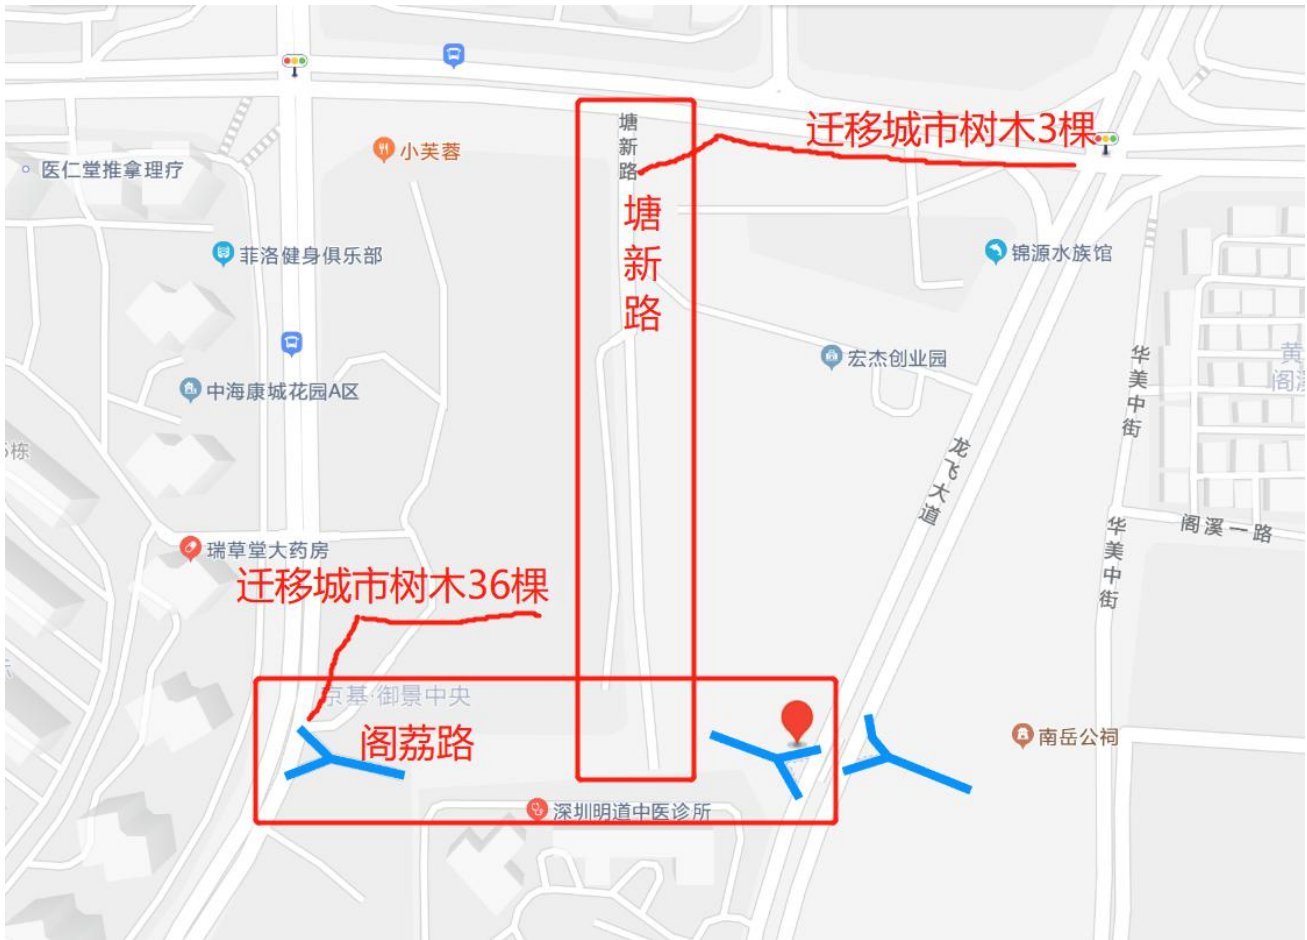 塘新路
迁移城市树木3棵
小芙蓉
医仁堂推拿理疗
塘新路
菲洛健身俱乐部
锦源水族馆
宏杰创业园
华美中街
黄
阁溪
中海康城花园A区
龙飞大道
栋
阁溪一路
华美中街
瑞草堂大药房
迁移城市树木36棵
京基·御景中央
阁荔路
南岳公祠
深圳明道中医诊所